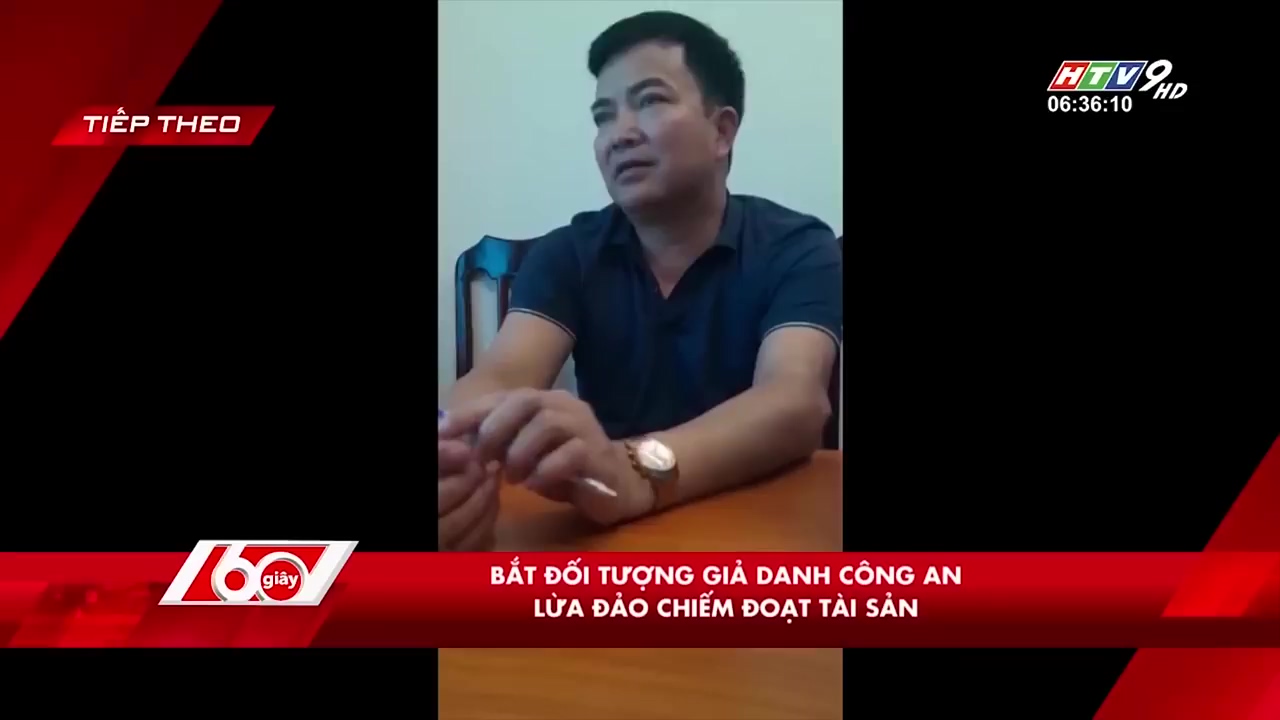 TIẾP THEO
HTV9 HD
06:36:10
60 giây
BẮT ĐỐI TƯỢNG GIẢ DANH CÔNG AN
LỪA ĐẢO CHIẾM ĐOẠT TÀI SẢN